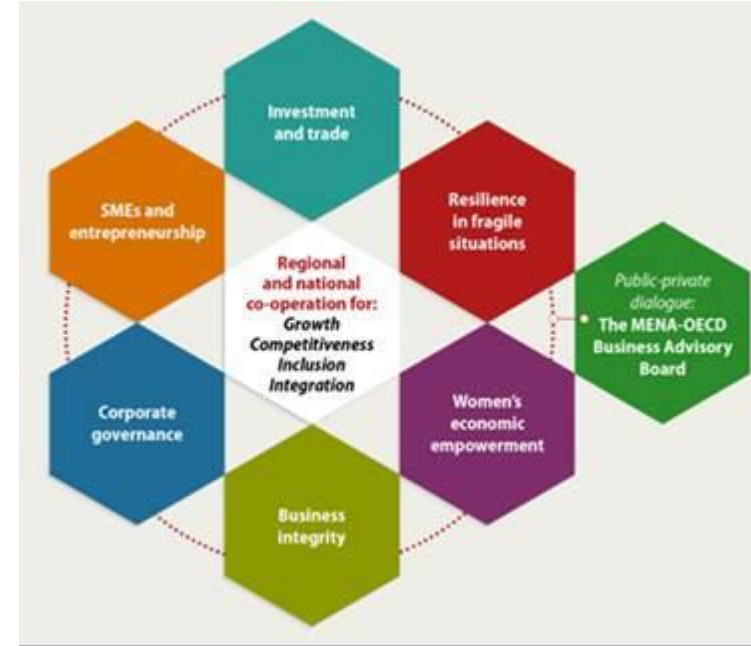 Investment
and trade
SMEs and
entrepreneurship
Resilience
in fragile
situations
Regional
and national
co-operation for:
Growth
Competitiveness
Inclusion
Integration
Public-private
dialogue:
The MENA-OECD
Business Advisory
Board
Corporate
governance
Women's
economic
empowerment
Business
integrity